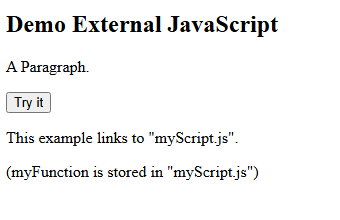 Demo External JavaScript
A Paragraph.
Try it
This example links to "myScript.js".
(myFunction is stored in "myScript.js")